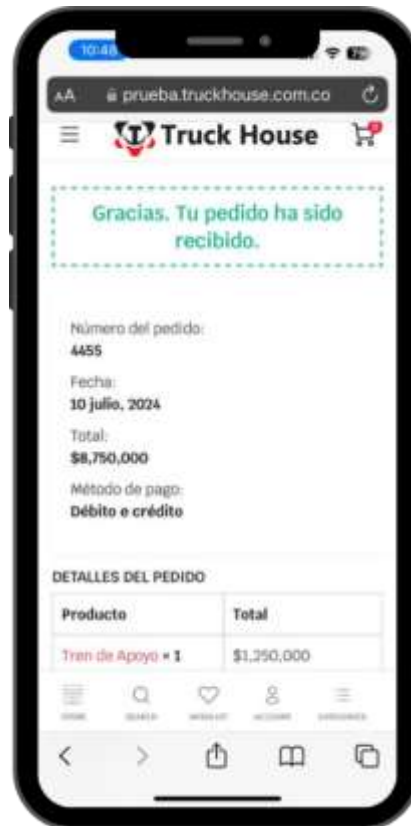 10:48
AA prueba.truckhouse.com.co
Truck House
Gracias. Tu pedido ha sido
recibido.
Número del pedido:
4455
Fecha:
10 julio, 2024
Total:
$8,750,000
Método de pago:
Débito e crédito
DETALLES DEL PEDIDO
Producto Total
Tren de Apoyo × 1 $1,250,000